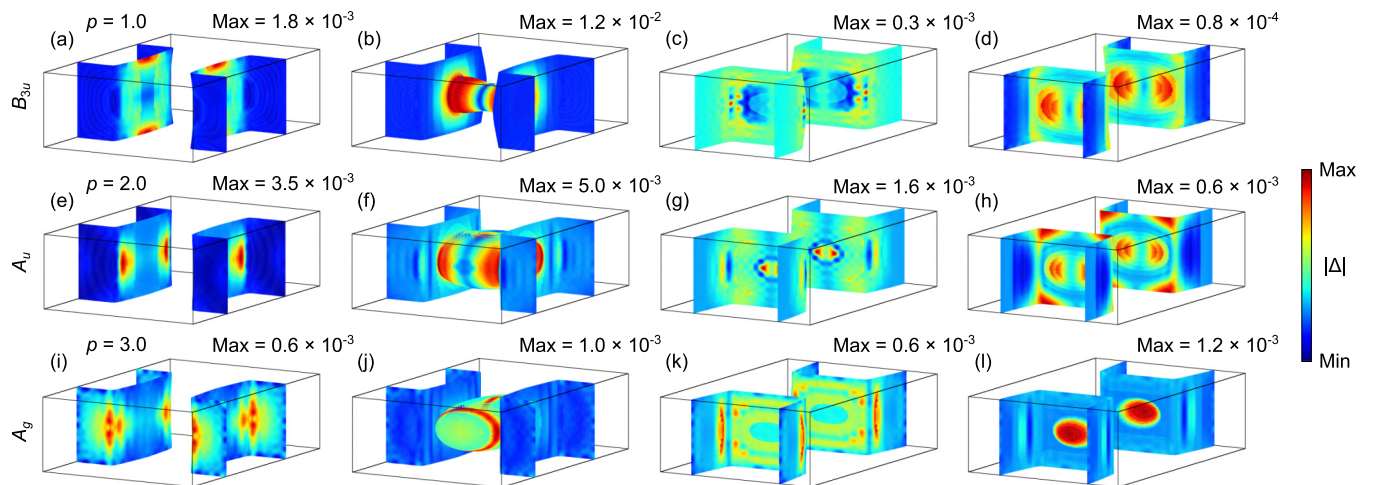 p = 1.0 Max = 1.8 × 10⁻³ Max = 1.2 × 10⁻² Max = 0.3 × 10⁻³ Max = 0.8 × 10⁻⁴
(a) (b) (c) (d)
B₃ᵤ
p = 2.0 Max = 3.5 × 10⁻³ Max = 5.0 × 10⁻³ Max = 1.6 × 10⁻³ Max = 0.6 × 10⁻³
(e) (f) (g) (h)
Aᵤ
p = 3.0 Max = 0.6 × 10⁻³ Max = 1.0 × 10⁻³ Max = 0.6 × 10⁻³ Max = 1.2 × 10⁻³
(i) (j) (k) (l)
A_g
Max
|Δ|
Min